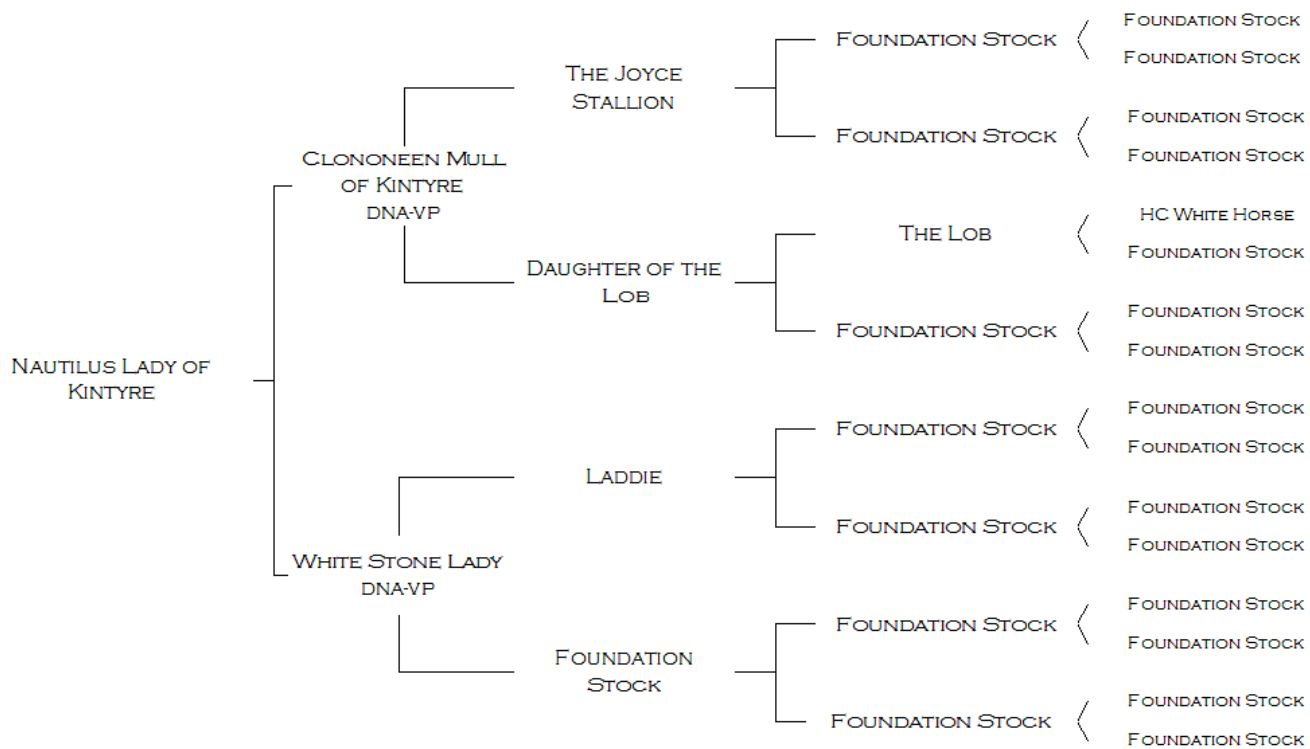 Nautilus Lady of
Kintyre
Clononeen Mull
of Kintyre
DNA-VP
White Stone Lady
DNA-VP
The Joyce
Stallion
Daughter of the
Lob
Laddie
Foundation
Stock
Foundation Stock
Foundation Stock
The Lob
Foundation Stock
Foundation Stock
Foundation Stock
Foundation Stock
Foundation Stock
Foundation Stock
Foundation Stock
Foundation Stock
Foundation Stock
HC White Horse
Foundation Stock
Foundation Stock
Foundation Stock
Foundation Stock
Foundation Stock
Foundation Stock
Foundation Stock
Foundation Stock
Foundation Stock
Foundation Stock
Foundation Stock